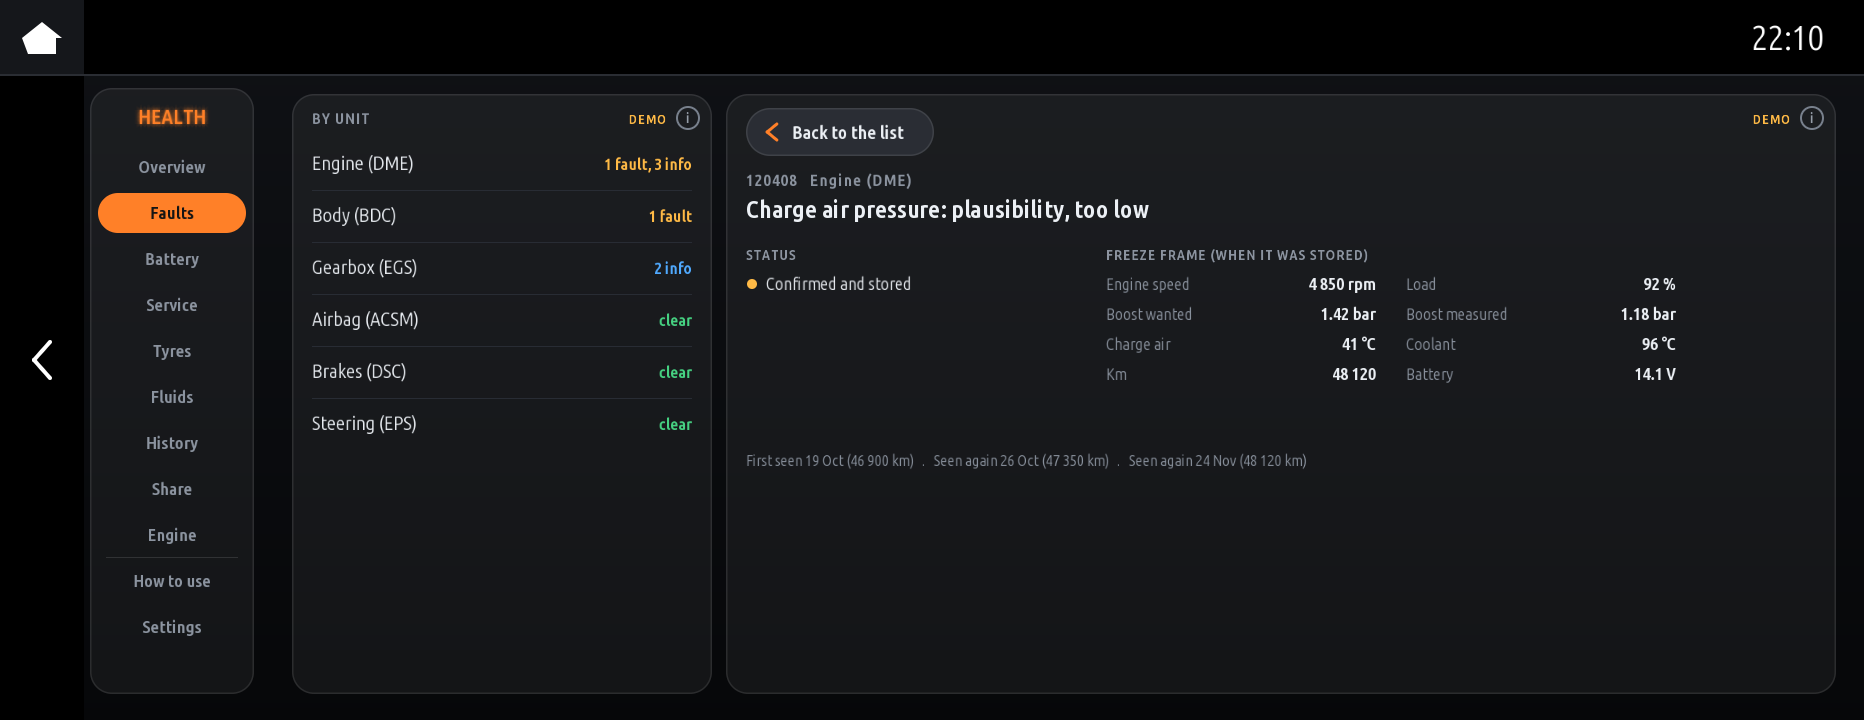 22:10
HEALTH
Overview
Faults
Battery
Service
Tyres
Fluids
History
Share
Engine
How to use
Settings
BY UNIT
DEMO
i
Engine (DME)
1 fault, 3 info
Body (BDC)
1 fault
Gearbox (EGS)
2 info
Airbag (ACSM)
clear
Brakes (DSC)
clear
Steering (EPS)
clear
Back to the list
DEMO
i
120408 Engine (DME)
Charge air pressure: plausibility, too low
STATUS
Confirmed and stored
FREEZE FRAME (WHEN IT WAS STORED)
Engine speed 4 850 rpm Load 92 %
Boost wanted 1.42 bar Boost measured 1.18 bar
Charge air 41 °C Coolant 96 °C
Km 48 120 Battery 14.1 V
First seen 19 Oct (46 900 km) . Seen again 26 Oct (47 350 km) . Seen again 24 Nov (48 120 km)